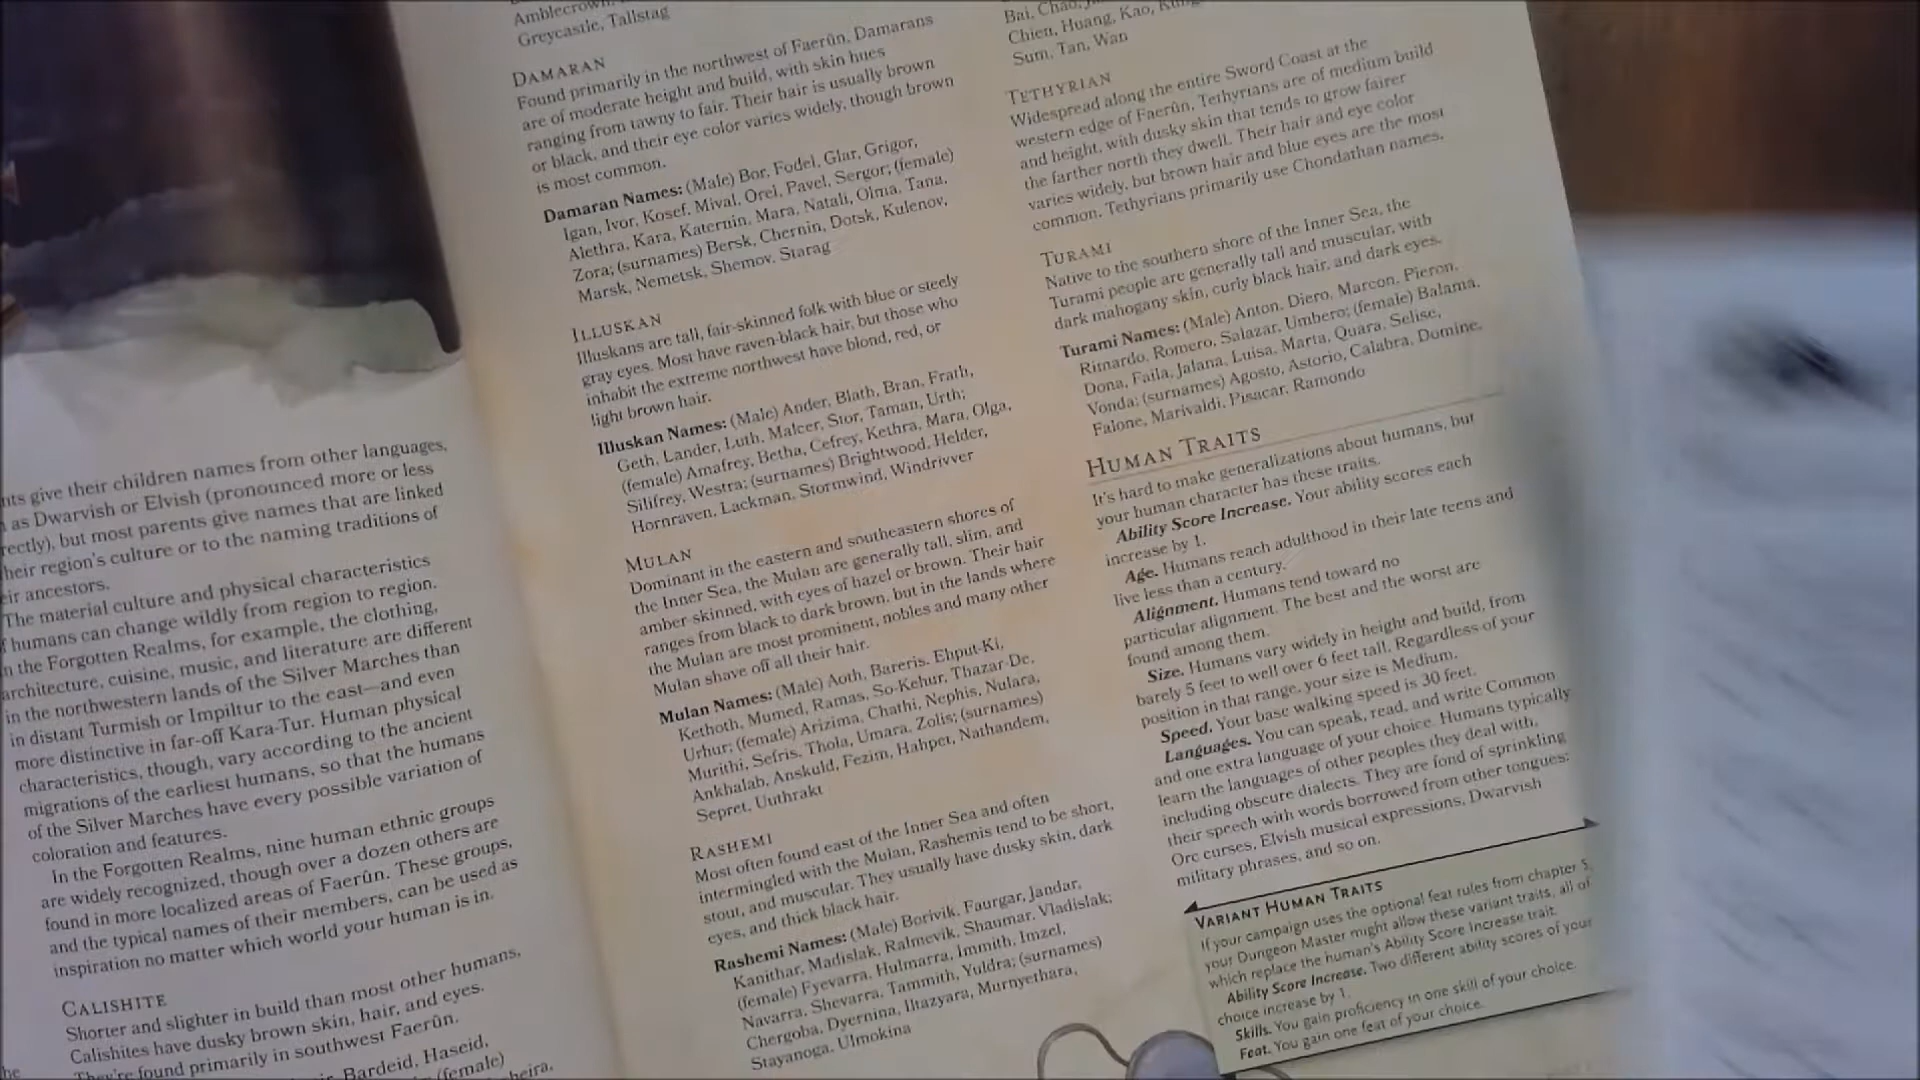 nts give their children names from other languages,
as Dwarvish or Elvish (pronounced more or less
rectly), but most parents give names that are linked
heir region's culture or to the naming traditions of
eir ancestors.
The material culture and physical characteristics
f humans can change wildly from region to region.
n the Forgotten Realms, for example, the clothing,
architecture, cuisine, music, and literature are different
in the northwestern lands of the Silver Marches than
in distant Turmish or Impiltur to the east—and even
more distinctive in far-off Kara-Tur. Human physical
characteristics, though, vary according to the ancient
migrations of the earliest humans, so that the humans
of the Silver Marches have every possible variation of
coloration and features.
In the Forgotten Realms, nine human ethnic groups
are widely recognized, though over a dozen others are
found in more localized areas of Faerûn. These groups,
and the typical names of their members, can be used as
inspiration no matter which world your human is in.
CALISHITE
Shorter and slighter in build than most other humans,
Calishites have dusky brown skin, hair, and eyes.
They're found primarily in southwest Faerûn.
Bardeid, Haseid,
(female)
Amblecrown,
Greycastle, Tallstag
DAMARAN
Found primarily in the northwest of Faerûn, Damarans
are of moderate height and build, with skin hues
ranging from tawny to fair. Their hair is usually brown
or black, and their eye color varies widely, though brown
is most common.
Damaran Names: (Male) Bor, Fodel, Glar, Grigor,
Igan, Ivor, Kosef, Mival, Orel, Pavel, Sergor; (female)
Alethra, Kara, Katernin, Mara, Natali, Olma, Tana,
Zora; (surnames) Bersk, Chernin, Dotsk, Kulenov,
Marsk, Nemetsk, Shemov, Starag
ILLUSKAN
Illuskans are tall, fair-skinned folk with blue or steely
gray eyes. Most have raven-black hair, but those who
inhabit the extreme northwest have blond, red, or
light brown hair.
Illuskan Names: (Male) Ander, Blath, Bran, Frath,
Geth, Lander, Luth, Malcer, Stor, Taman, Urth;
(female) Amafrey, Betha, Cefrey, Kethra, Mara, Olga,
Silifrey, Westra; (surnames) Brightwood, Helder,
Hornraven, Lackman, Stormwind, Windrivver
MULAN
Dominant in the eastern and southeastern shores of
the Inner Sea, the Mulan are generally tall, slim, and
amber-skinned, with eyes of hazel or brown. Their hair
ranges from black to dark brown, but in the lands where
the Mulan are most prominent, nobles and many other
Mulan shave off all their hair.
Mulan Names: (Male) Aoth, Bareris, Ehput-Ki,
Kethoth, Mumed, Ramas, So-Kehur, Thazar-De,
Urhur; (female) Arizima, Chathi, Nephis, Nulara,
Murithi, Sefris, Thola, Umara, Zolis; (surnames)
Ankhalab, Anskuld, Fezim, Hahpet, Nathandem,
Sepret, Uuthrakt
RASHEMI
Most often found east of the Inner Sea and often
intermingled with the Mulan, Rashemis tend to be short,
stout, and muscular. They usually have dusky skin, dark
eyes, and thick black hair.
Rashemi Names: (Male) Borivik, Faurgar, Jandar,
Kanithar, Madislak, Ralmevik, Shaumar, Vladislak;
(female) Fyevarra, Hulmarra, Immith, Imzel,
Navarra, Shevarra, Tammith, Yuldra; (surnames)
Chergoba, Dyernina, Iltazyara, Murnyethara,
Stayanoga, Ulmokina
Bai, Chao,
Chien, Huang, Kao, Kung,
Sum, Tan, Wan
TETHYRIAN
Widespread along the entire Sword Coast at the
western edge of Faerûn, Tethyrians are of medium build
and height, with dusky skin that tends to grow fairer
the farther north they dwell. Their hair and eye color
varies widely, but brown hair and blue eyes are the most
common. Tethyrians primarily use Chondathan names.
TURAMI
Native to the southern shore of the Inner Sea, the
Turami people are generally tall and muscular, with
dark mahogany skin, curly black hair, and dark eyes.
Turami Names: (Male) Anton, Diero, Marcon, Pieron,
Rimardo, Romero, Salazar, Umbero; (female) Balama,
Dona, Faila, Jalana, Luisa, Marta, Quara, Selise,
Vonda; (surnames) Agosto, Astorio, Calabra, Domine,
Falone, Marivaldi, Pisacar, Ramondo
HUMAN TRAITS
It's hard to make generalizations about humans, but
your human character has these traits.
Ability Score Increase. Your ability scores each
increase by 1.
Age. Humans reach adulthood in their late teens and
live less than a century.
Alignment. Humans tend toward no
particular alignment. The best and the worst are
found among them.
Size. Humans vary widely in height and build, from
barely 5 feet to well over 6 feet tall. Regardless of your
position in that range, your size is Medium.
Speed. Your base walking speed is 30 feet.
Languages. You can speak, read, and write Common
and one extra language of your choice. Humans typically
learn the languages of other peoples they deal with,
including obscure dialects. They are fond of sprinkling
their speech with words borrowed from other tongues:
Orc curses, Elvish musical expressions, Dwarvish
military phrases, and so on.
VARIANT HUMAN TRAITS
If your campaign uses the optional feat rules from chapter 5,
your Dungeon Master might allow these variant traits, all of
which replace the human's Ability Score Increase trait.
Ability Score Increase. Two different ability scores of your
choice increase by 1.
Skills. You gain proficiency in one skill of your choice.
Feat. You gain one feat of your choice.